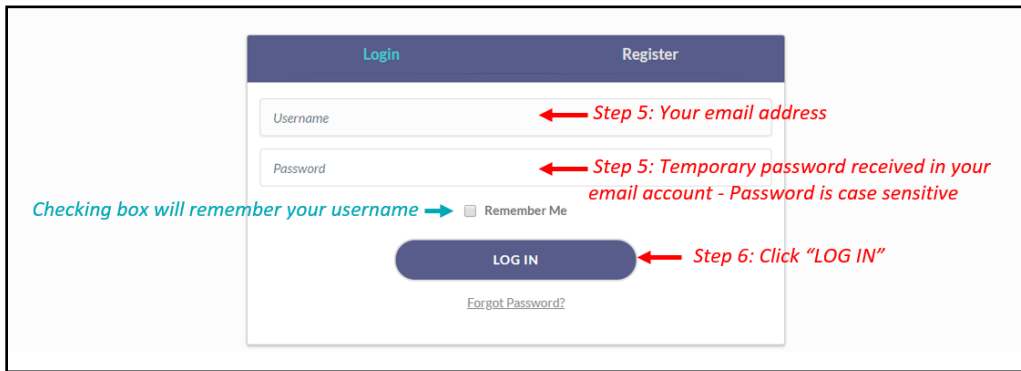 Login Register
Username
Step 5: Your email address
Password
Step 5: Temporary password received in your
email account - Password is case sensitive
Checking box will remember your username
Remember Me
LOG IN
Step 6: Click “LOG IN”
Forgot Password?